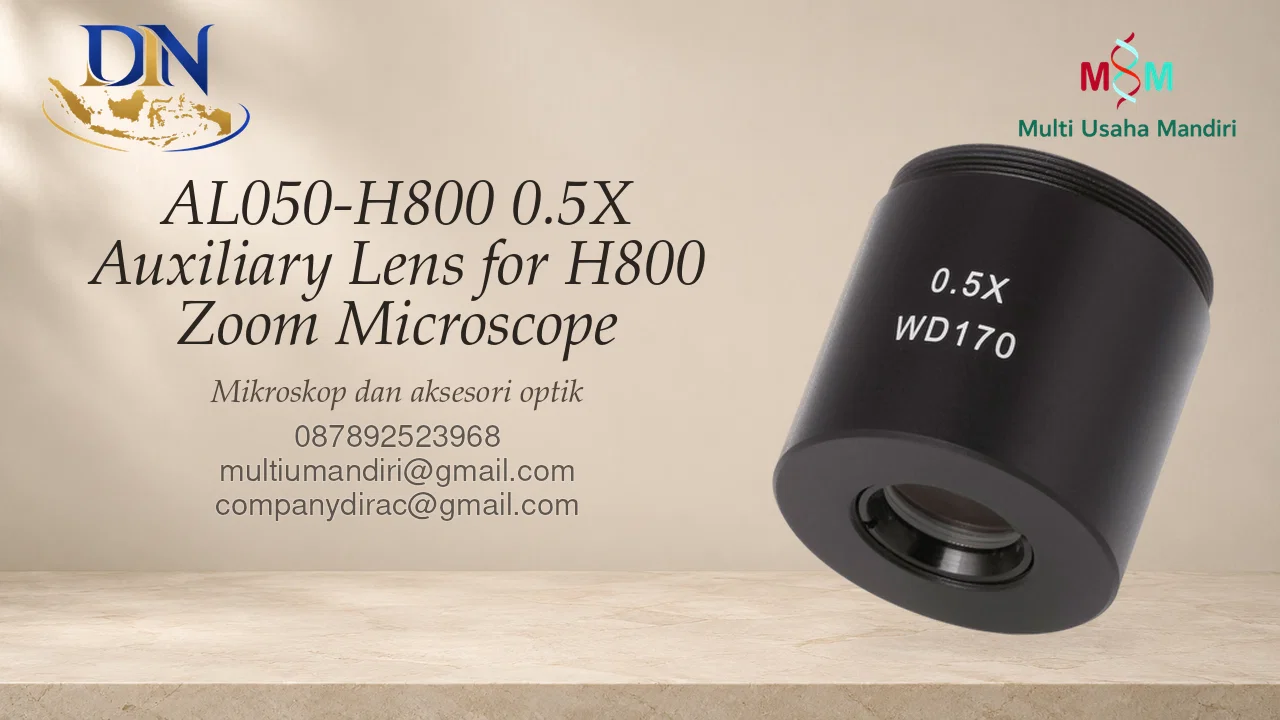 DN
M M
Multi Usaha Mandiri
AL050-H800 0.5X
Auxiliary Lens for H800
Zoom Microscope
Mikroskop dan aksesori optik
087892523968
multiumandiri@gmail.com
companydirac@gmail.com
0.5X
WD170